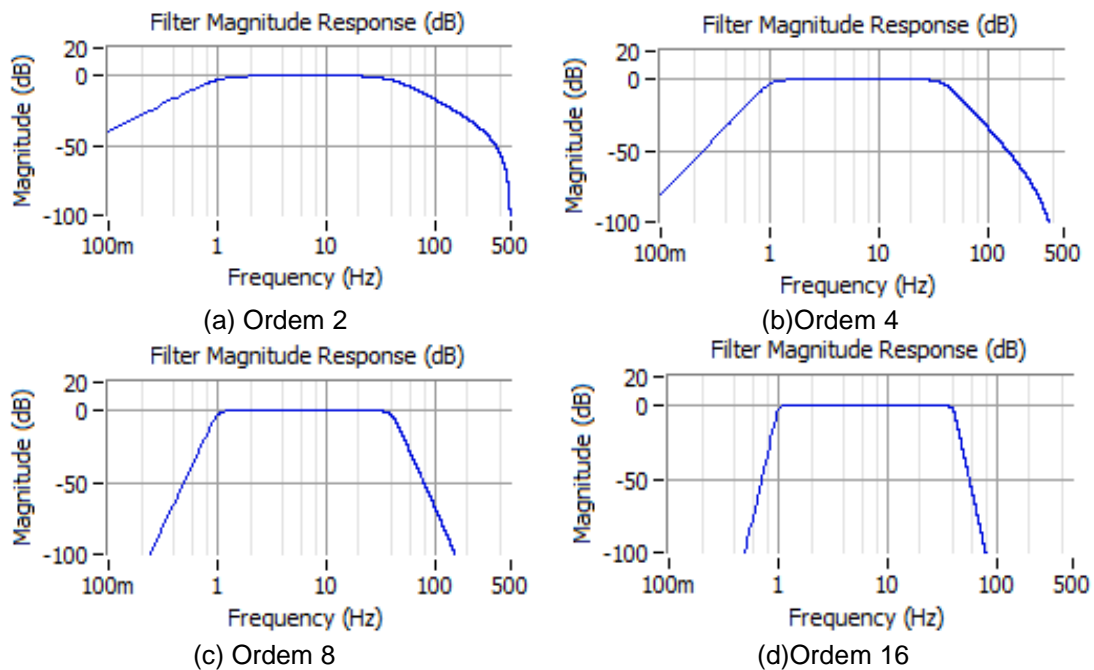 Filter Magnitude Response (dB)
20
0
-50
-100
Magnitude (dB)
100m 1 10 100 500
Frequency (Hz)
(a) Ordem 2
Filter Magnitude Response (dB)
20
0
-50
-100
Magnitude (dB)
100m 1 10 100 500
Frequency (Hz)
(b)Ordem 4
Filter Magnitude Response (dB)
20
0
-50
-100
Magnitude (dB)
100m 1 10 100 500
Frequency (Hz)
(c) Ordem 8
Filter Magnitude Response (dB)
20
0
-50
-100
Magnitude (dB)
100m 1 10 100 500
Frequency (Hz)
(d)Ordem 16